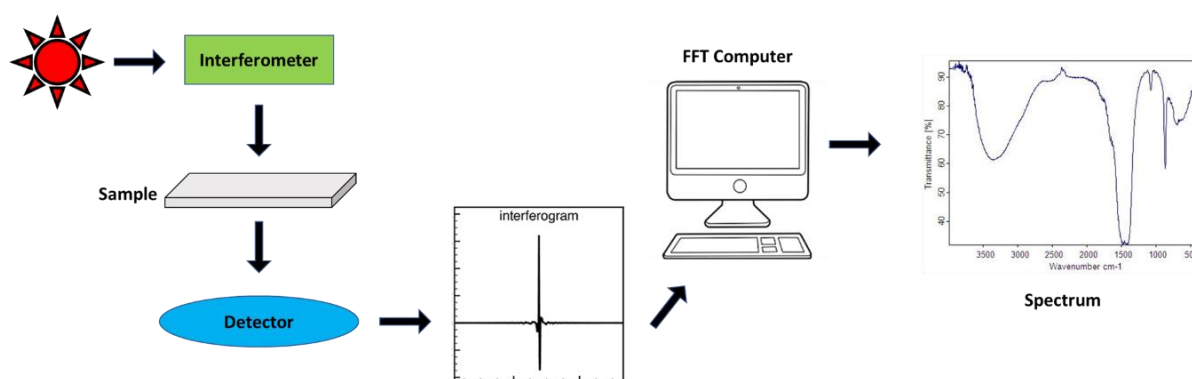 Interferometer
Sample
Detector
interferogram
FFT Computer
Transmittance [%]
90
80
70
60
50
40
3500
3000
2500
2000
1500
1000
500
Wavenumber cm-1
Spectrum